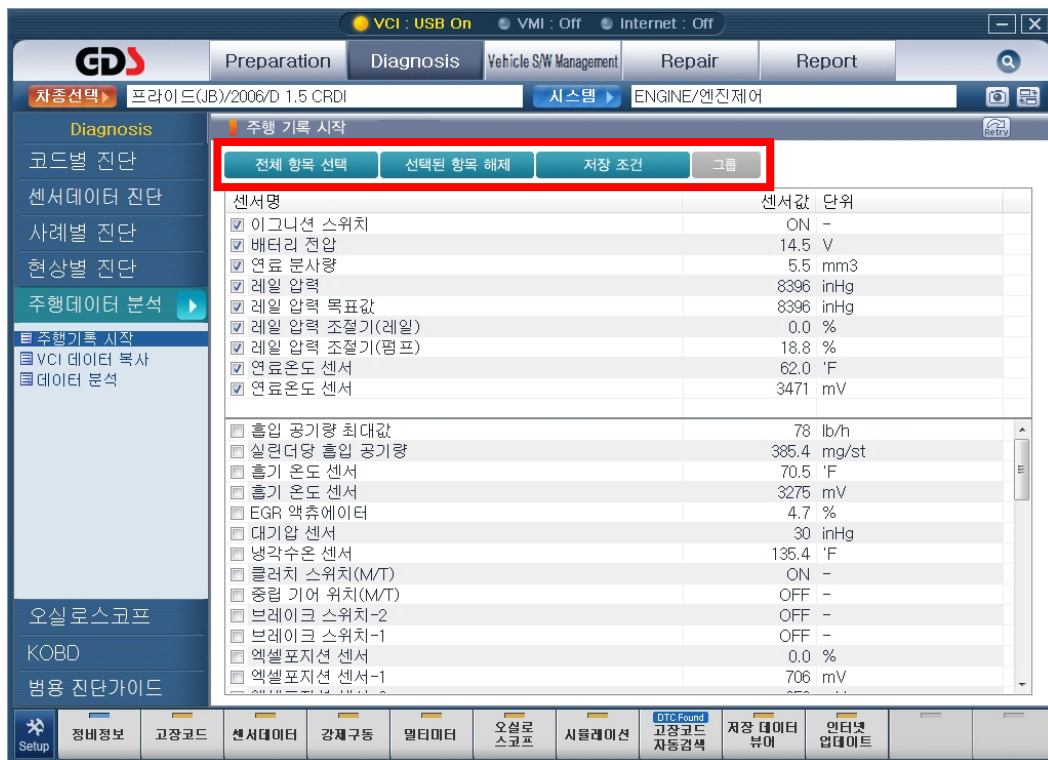 VCI : USB On VMI : Off Internet : Off
GDS Preparation Diagnosis Vehicle S/W Management Repair Report
차종선택 프라이드(JB)/2006/D 1.5 CRDI 시스템 ENGINE/엔진제어
Diagnosis
코드별 진단
센서데이터 진단
사례별 진단
현상별 진단
주행데이터 분석
주행기록 시작
VCI 데이터 복사
데이터 분석
오실로스코프
KOBD
범용 진단가이드
주행 기록 시작 Retry
전체 항목 선택 선택된 항목 해제 저장 조건 그룹
센서명 센서값 단위
이그니션 스위치 ON -
배터리 전압 14.5 V
연료 분사량 5.5 mm3
레일 압력 8396 inHg
레일 압력 목표값 8396 inHg
레일 압력 조절기(레일) 0.0 %
레일 압력 조절기(펌프) 18.8 %
연료온도 센서 62.0 'F
연료온도 센서 3471 mV
흡입 공기량 최대값 78 lb/h
실린더당 흡입 공기량 385.4 mg/st
흡기 온도 센서 70.5 'F
흡기 온도 센서 3275 mV
EGR 액츄에이터 4.7 %
대기압 센서 30 inHg
냉각수온 센서 135.4 'F
클러치 스위치(M/T) ON -
중립 기어 위치(M/T) OFF -
브레이크 스위치-2 OFF -
브레이크 스위치-1 OFF -
엑셀포지션 센서 0.0 %
엑셀포지션 센서-1 706 mV
Setup
정비정보
고장코드
센서데이터
강제구동
멀티미터
오실로
스코프
시뮬레이션
DTC Found
고장코드
자동검색
저장 데이터
뷰어
인터넷
업데이트